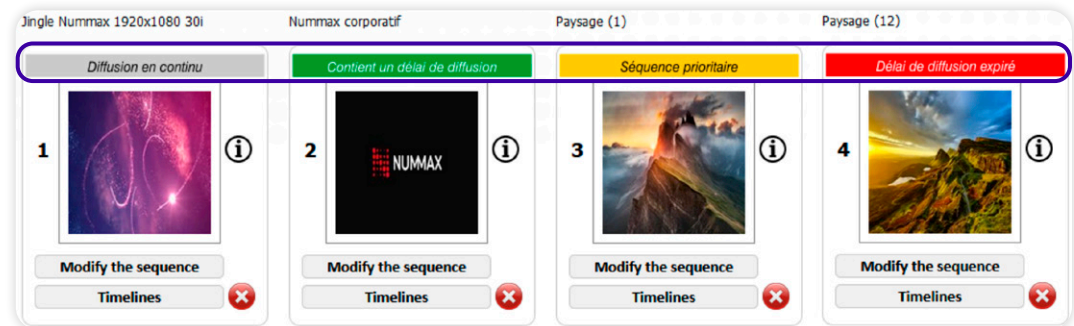 Jingle Nummax 1920x1080 30i
Nummax corporatif
Paysage (1)
Paysage (12)
Diffusion en continu
Contient un délai de diffusion
Séquence prioritaire
Délai de diffusion expiré
1
2
NUMMAX
3
4
Modify the sequence
Modify the sequence
Modify the sequence
Modify the sequence
Timelines
Timelines
Timelines
Timelines